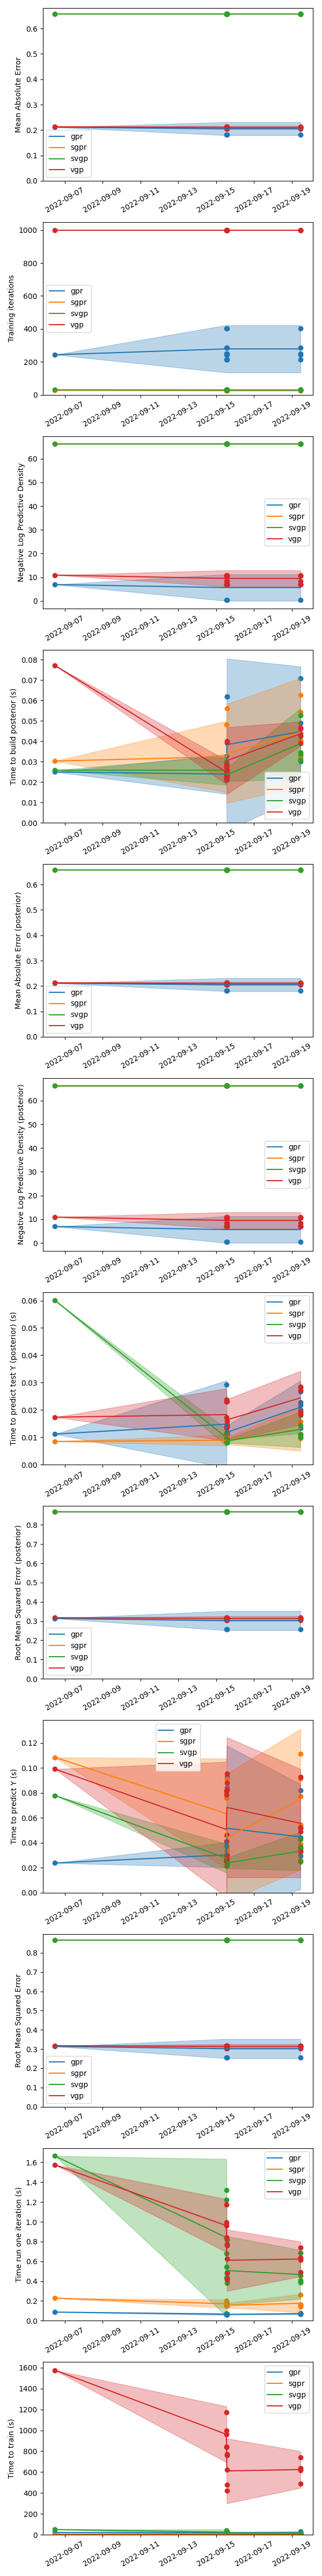 Mean Absolute Error
0.6
0.5
0.4
0.3
0.2
0.1
0.0
gpr
sgpr
svgp
vgp
2022-09-07
2022-09-09
2022-09-11
2022-09-13
2022-09-15
2022-09-17
2022-09-19
Training iterations
1000
800
600
400
200
0
gpr
sgpr
svgp
vgp
2022-09-07
2022-09-09
2022-09-11
2022-09-13
2022-09-15
2022-09-17
2022-09-19
Negative Log Predictive Density
60
50
40
30
20
10
0
gpr
sgpr
svgp
vgp
2022-09-07
2022-09-09
2022-09-11
2022-09-13
2022-09-15
2022-09-17
2022-09-19
Time to build posterior (s)
0.08
0.07
0.06
0.05
0.04
0.03
0.02
0.01
0.00
gpr
sgpr
svgp
vgp
2022-09-07
2022-09-09
2022-09-11
2022-09-13
2022-09-15
2022-09-17
2022-09-19
Mean Absolute Error (posterior)
0.6
0.5
0.4
0.3
0.2
0.1
0.0
gpr
sgpr
svgp
vgp
2022-09-07
2022-09-09
2022-09-11
2022-09-13
2022-09-15
2022-09-17
2022-09-19
Negative Log Predictive Density (posterior)
60
50
40
30
20
10
0
gpr
sgpr
svgp
vgp
2022-09-07
2022-09-09
2022-09-11
2022-09-13
2022-09-15
2022-09-17
2022-09-19
Time to predict test Y (posterior) (s)
0.06
0.05
0.04
0.03
0.02
0.01
0.00
gpr
sgpr
svgp
vgp
2022-09-07
2022-09-09
2022-09-11
2022-09-13
2022-09-15
2022-09-17
2022-09-19
Root Mean Squared Error (posterior)
0.8
0.7
0.6
0.5
0.4
0.3
0.2
0.1
0.0
gpr
sgpr
svgp
vgp
2022-09-07
2022-09-09
2022-09-11
2022-09-13
2022-09-15
2022-09-17
2022-09-19
Time to predict Y (s)
0.12
0.10
0.08
0.06
0.04
0.02
0.00
gpr
sgpr
svgp
vgp
2022-09-07
2022-09-09
2022-09-11
2022-09-13
2022-09-15
2022-09-17
2022-09-19
Root Mean Squared Error
0.8
0.7
0.6
0.5
0.4
0.3
0.2
0.1
0.0
gpr
sgpr
svgp
vgp
2022-09-07
2022-09-09
2022-09-11
2022-09-13
2022-09-15
2022-09-17
2022-09-19
Time run one iteration (s)
1.6
1.4
1.2
1.0
0.8
0.6
0.4
0.2
0.0
gpr
sgpr
svgp
vgp
2022-09-07
2022-09-09
2022-09-11
2022-09-13
2022-09-15
2022-09-17
2022-09-19
Time to train (s)
1600
1400
1200
1000
800
600
400
200
0
gpr
sgpr
svgp
vgp
2022-09-07
2022-09-09
2022-09-11
2022-09-13
2022-09-15
2022-09-17
2022-09-19